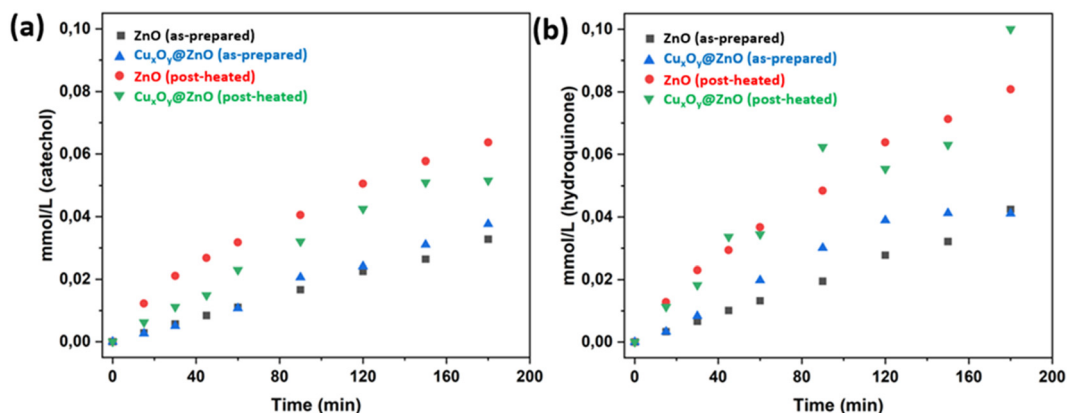 (a)
ZnO (as-prepared)
CuxOy@ZnO (as-prepared)
ZnO (post-heated)
CuxOy@ZnO (post-heated)
mmol/L (catechol)
0,10
0,08
0,06
0,04
0,02
0,00
0 40 80 120 160 200
Time (min)
(b)
ZnO (as-prepared)
CuxOy@ZnO (as-prepared)
ZnO (post-heated)
CuxOy@ZnO (post-heated)
mmol/L (hydroquinone)
0,10
0,08
0,06
0,04
0,02
0,00
0 40 80 120 160 200
Time (min)